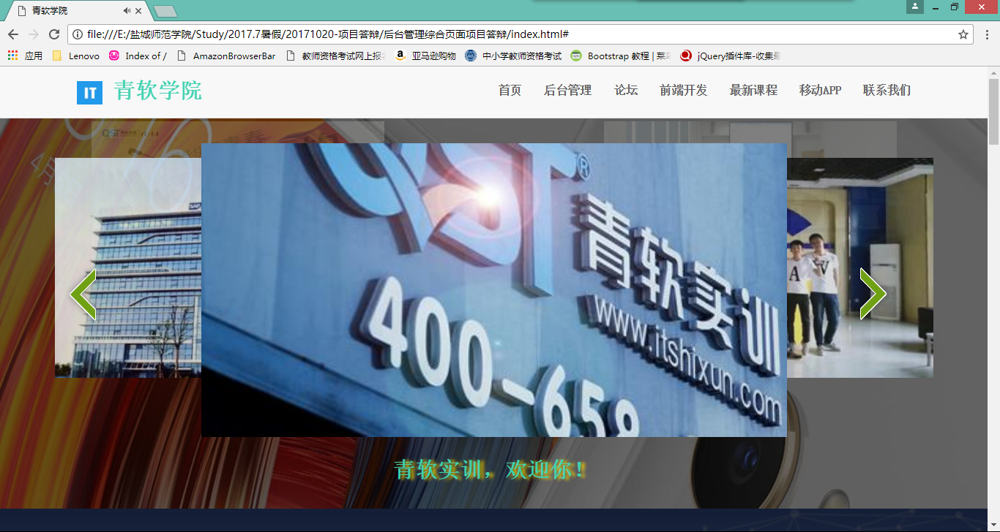 青软学院
file:///E:/盐城师范学院/Study/2017.7暑假/20171020-项目答辩/后台管理综合页面项目答辩/index.html#
应用 Lenovo Index of / AmazonBrowserBar 教师资格考试网上报 亚马逊购物 中小学教师资格考试 Bootstrap 教程 | 菜 jQuery插件库-收集
IT 青软学院 首页 后台管理 论坛 前端开发 最新课程 移动APP 联系我们
QST
4月
QST®
青软实训
www.itshixun.com
400-658
A V
青软实训，欢迎你！